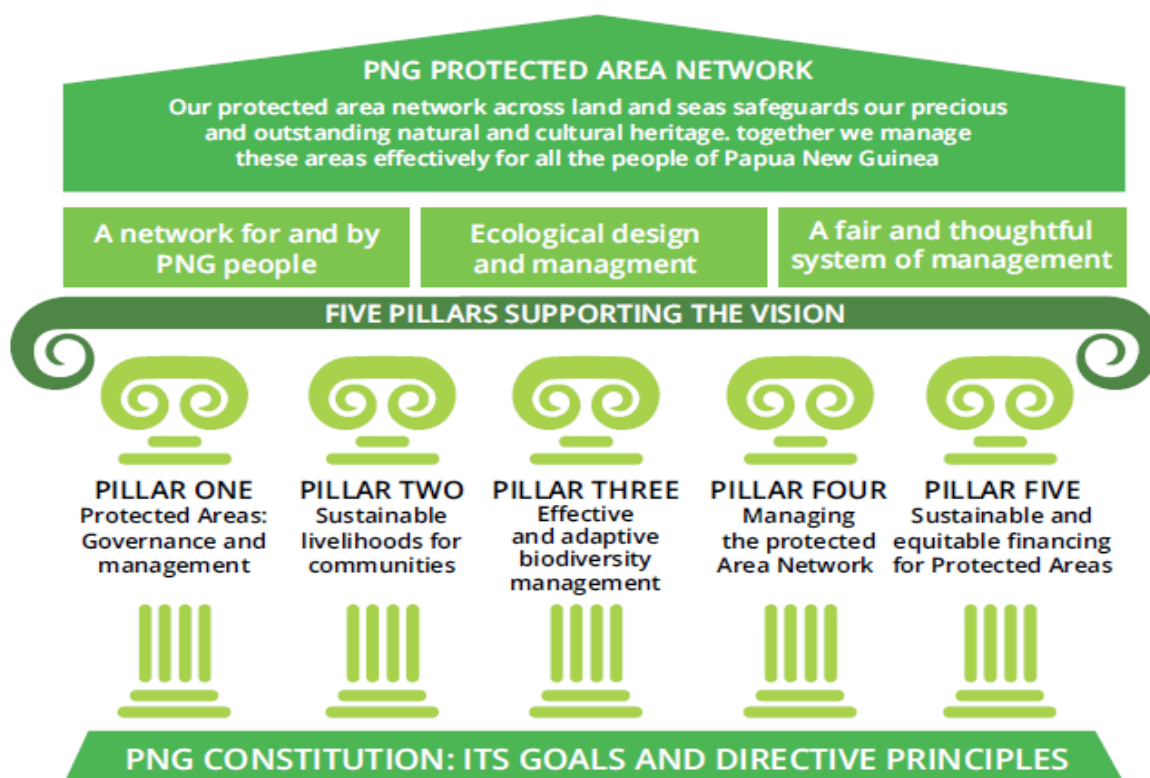 PNG PROTECTED AREA NETWORK
Our protected area network across land and seas safeguards our precious
and outstanding natural and cultural heritage. together we manage
these areas effectively for all the people of Papua New Guinea
A network for and by
PNG people
Ecological design
and managment
A fair and thoughtful
system of management
FIVE PILLARS SUPPORTING THE VISION
PILLAR ONE
Protected Areas:
Governance and
management
PILLAR TWO
Sustainable
livelihoods for
communities
PILLAR THREE
Effective
and adaptive
biodiversity
management
PILLAR FOUR
Managing
the protected
Area Network
PILLAR FIVE
Sustainable and
equitable financing
for Protected Areas
PNG CONSTITUTION: ITS GOALS AND DIRECTIVE PRINCIPLES